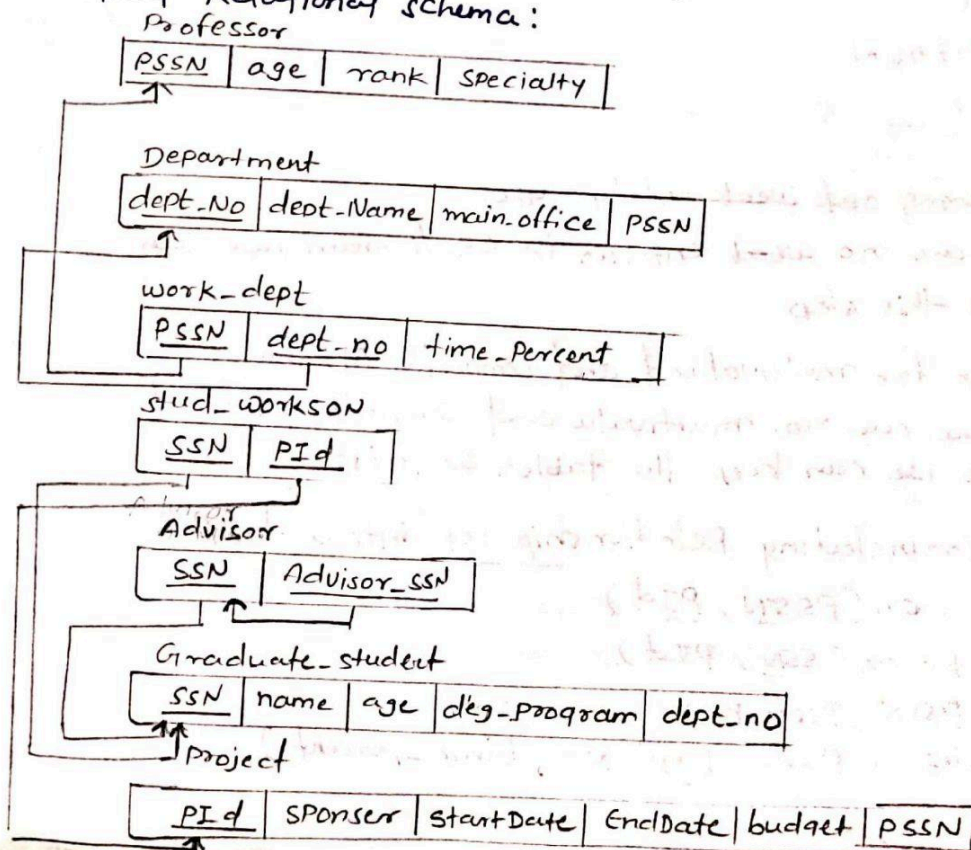 Relational schema:
Professor
PSSN age rank specialty
Department
dept_No dept_Name main_office PSSN
work_dept
PSSN dept_no time_Percent
stud_worksON
SSN PId
Advisor
SSN Advisor_SSN
Graduate_student
SSN name age deg_program dept_no
Project
PId sponser startDate EndDate budget PSSN